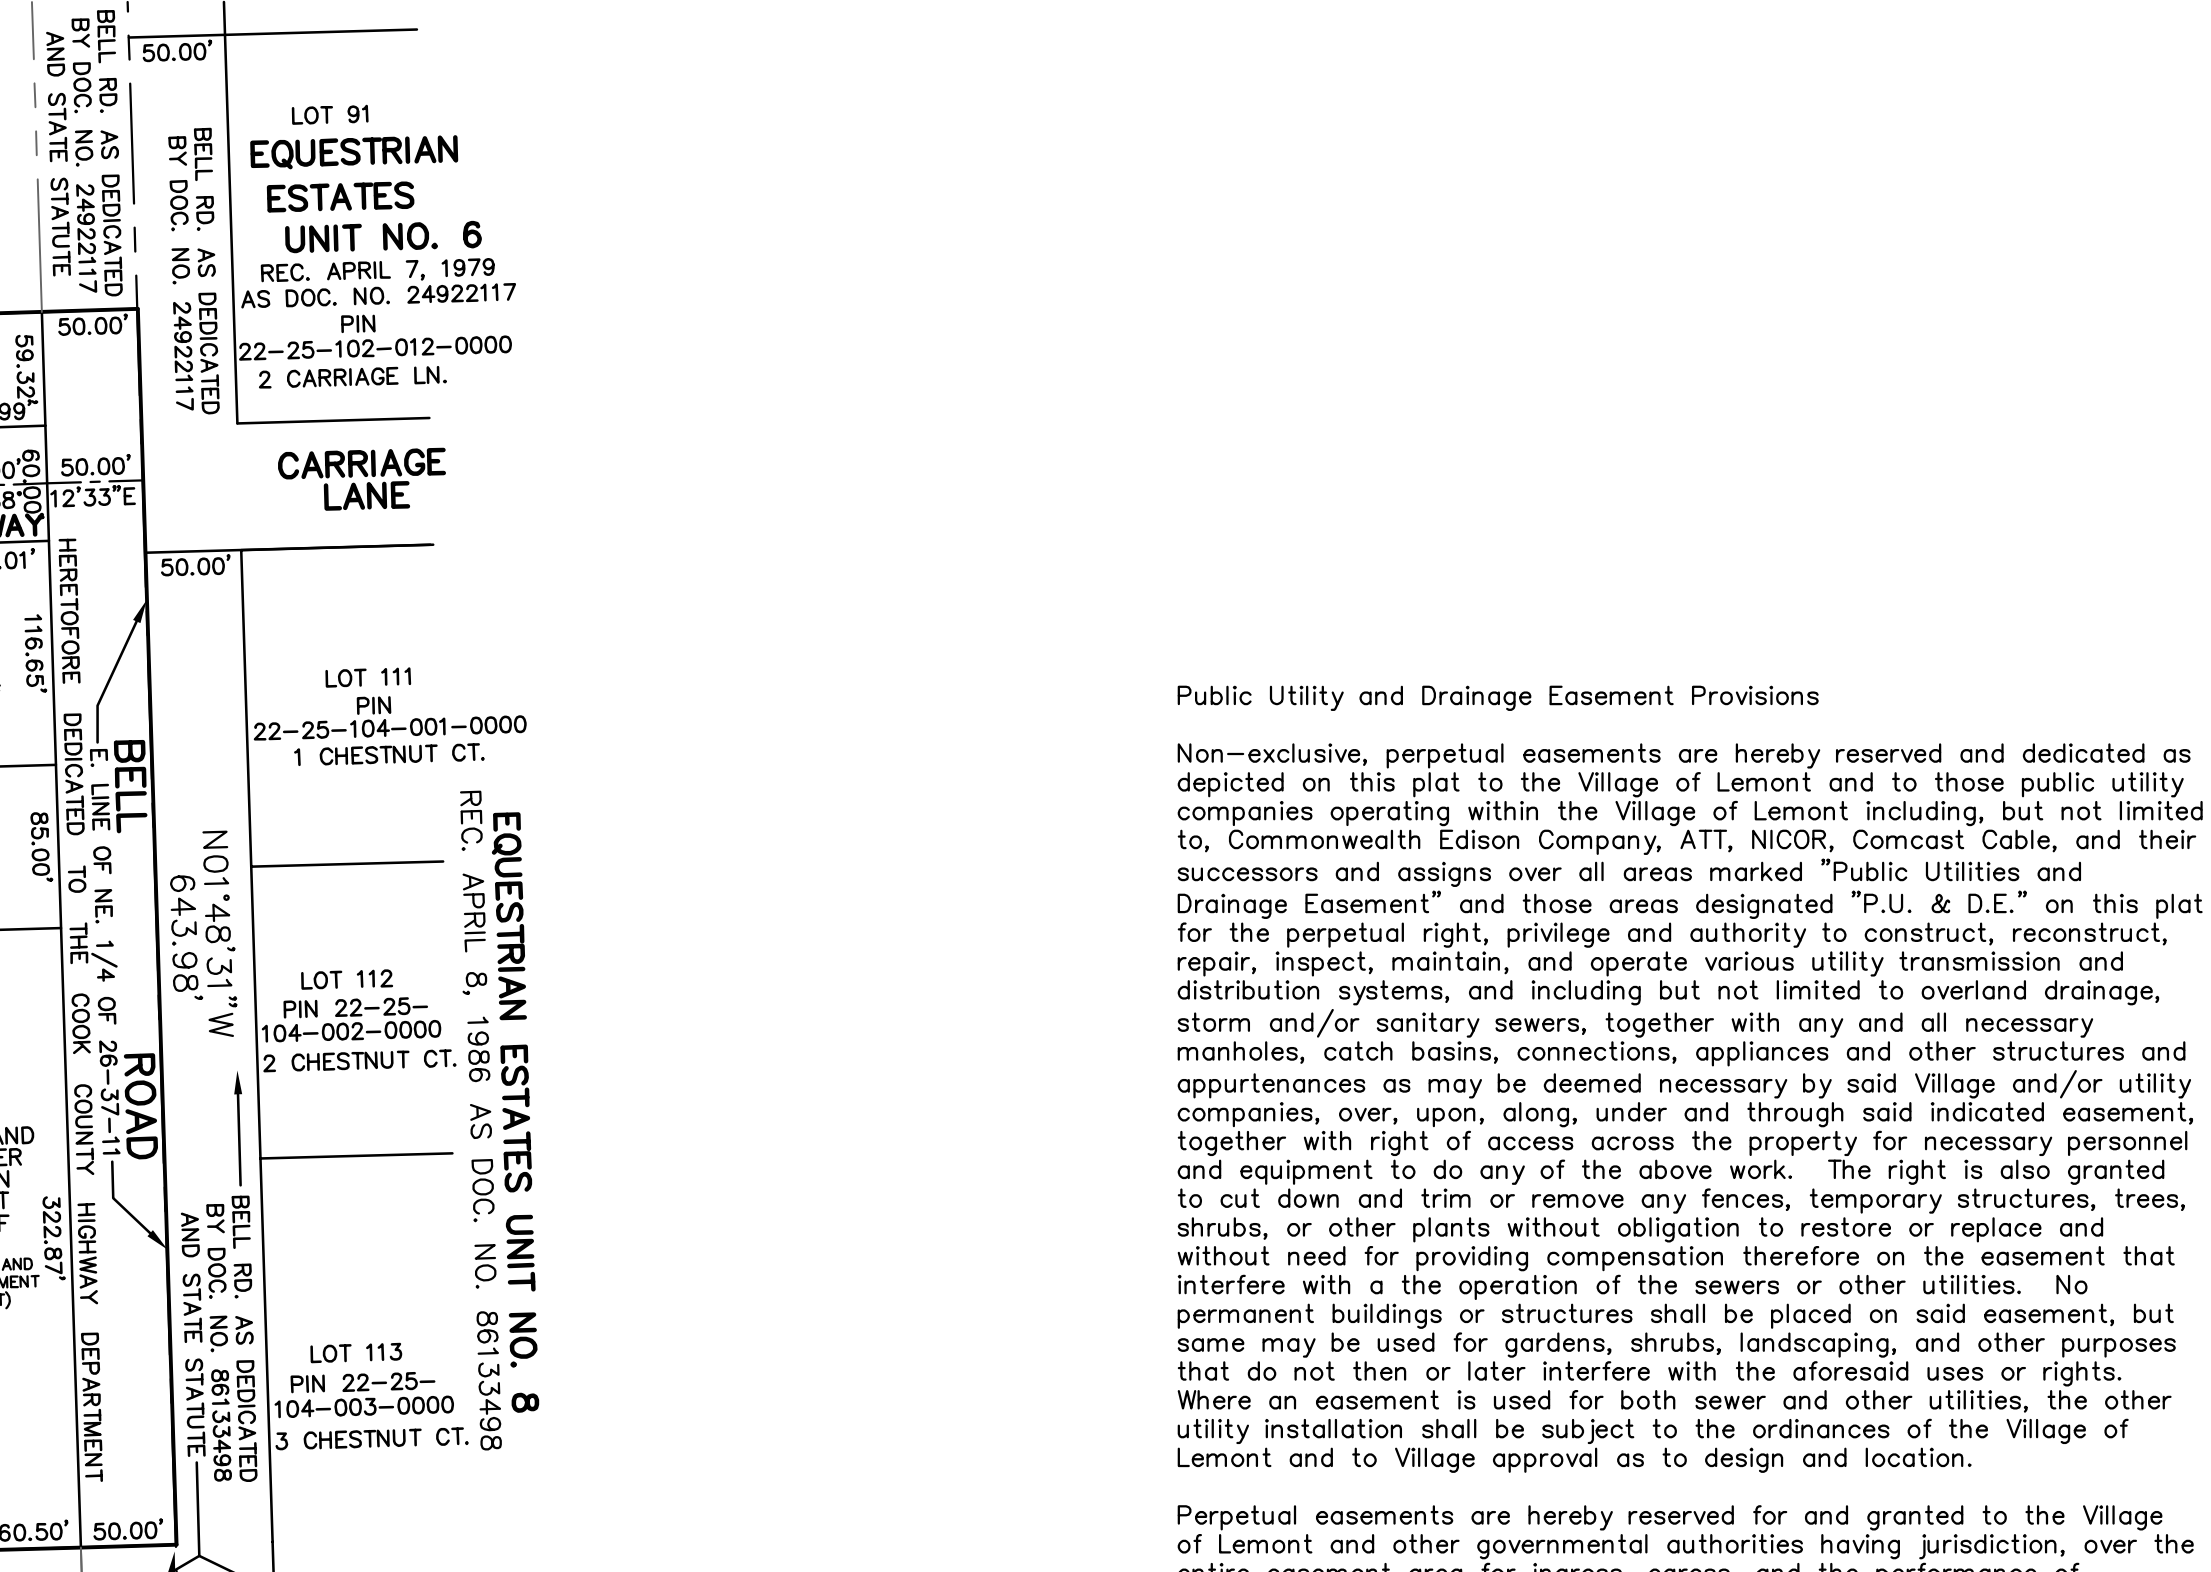 BELL RD. AS DEDICATED
BY DOC. NO. 24922117
AND STATE STATUTE
50.00'
BELL RD. AS DEDICATED
BY DOC. NO. 24922117
LOT 91
EQUESTRIAN
ESTATES
UNIT NO. 6
REC. APRIL 7, 1979
AS DOC. NO. 24922117
PIN
22-25-102-012-0000
2 CARRIAGE LN.
50.00'
59.32'
99'
60.00'
50.00'
12'33"E
CARRIAGE
LANE
.01'
50.00'
116.65'
85.00'
322.87'
HERETOFORE DEDICATED TO THE COOK COUNTY HIGHWAY DEPARTMENT
E. LINE OF NE. 1/4 OF 26-37-11
BELL ROAD
N01°48'31"W
643.98'
LOT 111
PIN
22-25-104-001-0000
1 CHESTNUT CT.
LOT 112
PIN 22-25-
104-002-0000
2 CHESTNUT CT.
LOT 113
PIN 22-25-
104-003-0000
3 CHESTNUT CT.
EQUESTRIAN ESTATES UNIT NO. 8
REC. APRIL 8, 1986 AS DOC. NO. 86133498
BELL RD. AS DEDICATED
BY DOC. NO. 86133498
AND STATE STATUTE
AND
60.50'
50.00'
Public Utility and Drainage Easement Provisions
Non-exclusive, perpetual easements are hereby reserved and dedicated as
depicted on this plat to the Village of Lemont and to those public utility
companies operating within the Village of Lemont including, but not limited
to, Commonwealth Edison Company, ATT, NICOR, Comcast Cable, and their
successors and assigns over all areas marked "Public Utilities and
Drainage Easement" and those areas designated "P.U. & D.E." on this plat
for the perpetual right, privilege and authority to construct, reconstruct,
repair, inspect, maintain, and operate various utility transmission and
distribution systems, and including but not limited to overland drainage,
storm and/or sanitary sewers, together with any and all necessary
manholes, catch basins, connections, appliances and other structures and
appurtenances as may be deemed necessary by said Village and/or utility
companies, over, upon, along, under and through said indicated easement,
together with right of access across the property for necessary personnel
and equipment to do any of the above work.  The right is also granted
to cut down and trim or remove any fences, temporary structures, trees,
shrubs, or other plants without obligation to restore or replace and
without need for providing compensation therefore on the easement that
interfere with a the operation of the sewers or other utilities.  No
permanent buildings or structures shall be placed on said easement, but
same may be used for gardens, shrubs, landscaping, and other purposes
that do not then or later interfere with the aforesaid uses or rights.
Where an easement is used for both sewer and other utilities, the other
utility installation shall be subject to the ordinances of the Village of
Lemont and to Village approval as to design and location.
Perpetual easements are hereby reserved for and granted to the Village
of Lemont and other governmental authorities having jurisdiction, over the
entire easement area for ingress, egress, and the performance of